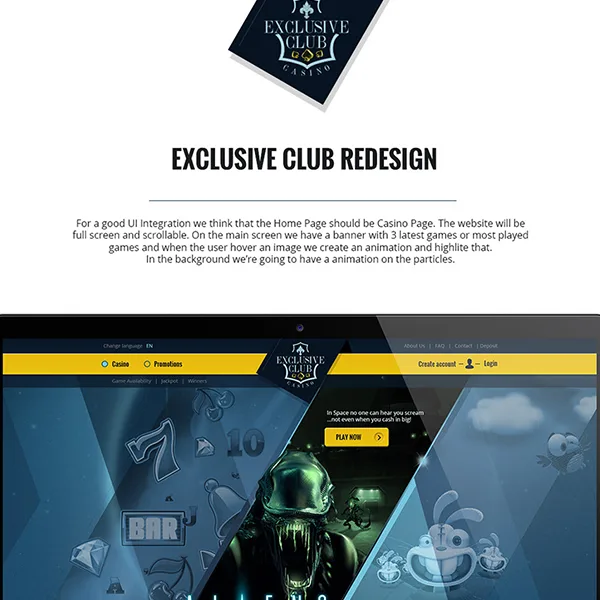 EXCLUSIVE
CLUB
CASINO
EXCLUSIVE CLUB REDESIGN
For a good UI Integration we think that the Home Page should be Casino Page. The website will be
full screen and scrollable. On the main screen we have a banner with 3 latest games or most played
games and when the user hover an image we create an animation and highlite that.
In the background we're going to have a animation on the particles.
Change language EN
About Us | FAQ | Contact | Deposit
Casino Promotions
EXCLUSIVE
CLUB
CASINO
Create account Login
Game Availability | Jackpot | Winners
In Space no one can hear you scream
...not even when you cash in big!
PLAY NOW
7
10
BAR
ALIENS